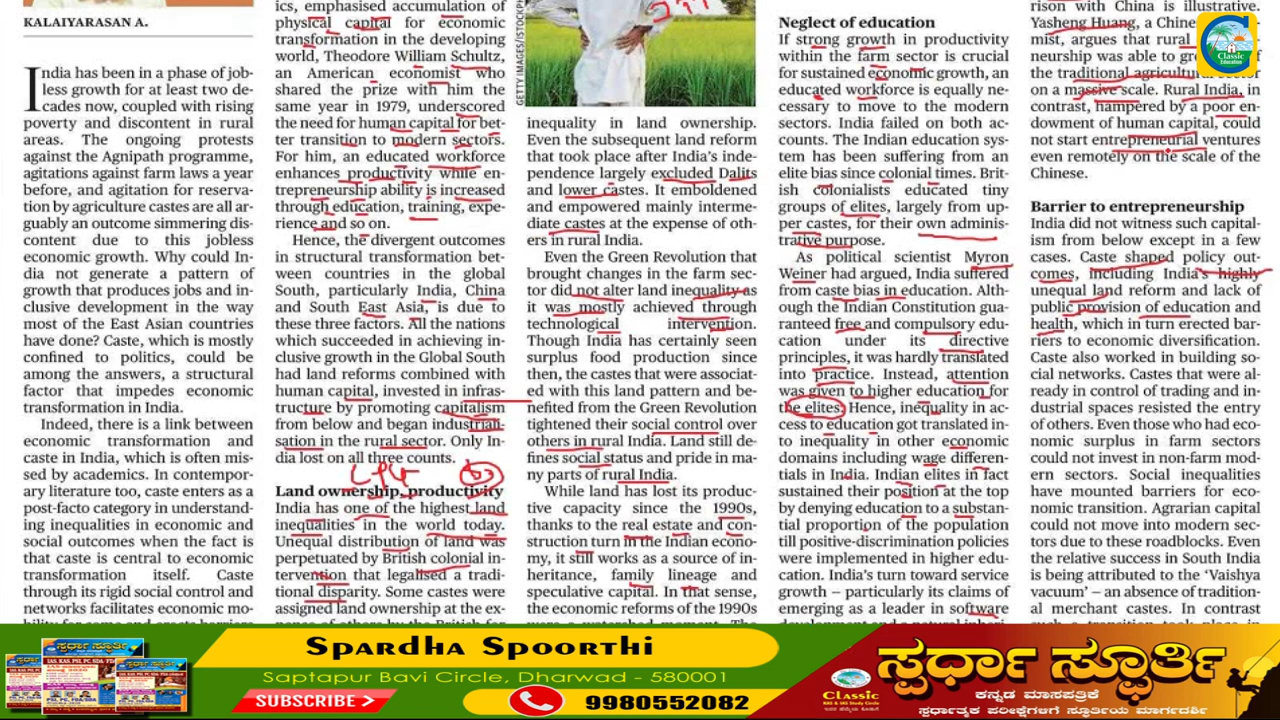 KALAIYARASAN A.
India has been in a phase of job-
less growth for at least two de-
cades now, coupled with rising
poverty and discontent in rural
areas. The ongoing protests
against the Agnipath programme,
agitations against farm laws a year
before, and agitation for reserva-
tion by agriculture castes are all ar-
guably an outcome simmering dis-
content due to this jobless
economic growth. Why could In-
dia not generate a pattern of
growth that produces jobs and in-
clusive development in the way
most of the East Asian countries
have done? Caste, which is mostly
confined to politics, could be
among the answers, a structural
factor that impedes economic
transformation in India.
Indeed, there is a link between
economic transformation and
caste in India, which is often mis-
sed by academics. In contempor-
ary literature too, caste enters as a
post-facto category in understand-
ing inequalities in economic and
social outcomes when the fact is
that caste is central to economic
transformation itself. Caste
through its rigid social control and
networks facilitates economic mo-
ics, emphasised accumulation of
physical capital for economic
transformation in the developing
world, Theodore William Schultz,
an American economist who
shared the prize with him the
same year in 1979, underscored
the need for human capital for bet-
ter transition to modern sectors.
For him, an educated workforce
enhances productivity while en-
trepreneurship ability is increased
through education, training, expe-
rience and so on.
Hence, the divergent outcomes
in structural transformation bet-
ween countries in the global
South, particularly India, China
and South East Asia, is due to
these three factors. All the nations
which succeeded in achieving in-
clusive growth in the Global South
had land reforms combined with
human capital, invested in infras-
tructure by promoting capitalism
from below and began industrial-
sation in the rural sector. Only In-
dia lost on all three counts.
Land ownership, productivity
India has one of the highest land
inequalities in the world today.
Unequal distribution of land was
perpetuated by British colonial in-
tervention that legalised a tradi-
tional disparity. Some castes were
assigned land ownership at the ex-
GETTY IMAGES/ISTOCKPH
inequality in land ownership.
Even the subsequent land reform
that took place after India's inde-
pendence largely excluded Dalits
and lower castes. It emboldened
and empowered mainly interme-
diate castes at the expense of oth-
ers in rural India.
Even the Green Revolution that
brought changes in the farm sec-
tor did not alter land inequality as
it was mostly achieved through
technological intervention.
Though India has certainly seen
surplus food production since
then, the castes that were associat-
ed with this land pattern and be-
nefited from the Green Revolution
tightened their social control over
others in rural India. Land still de-
fines social status and pride in ma-
ny parts of rural India.
While land has lost its produc-
tive capacity since the 1990s,
thanks to the real estate and con-
struction turn in the Indian econo-
my, it still works as a source of in-
heritance, family lineage and
speculative capital. In that sense,
the economic reforms of the 1990s
Neglect of education
If strong growth in productivity
within the farm sector is crucial
for sustained economic growth, an
educated workforce is equally ne-
cessary to move to the modern
sectors. India failed on both ac-
counts. The Indian education sys-
tem has been suffering from an
elite bias since colonial times. Brit-
ish colonialists educated tiny
groups of elites, largely from up-
per castes, for their own adminis-
trative purpose.
As political scientist Myron
Weiner had argued, India suffered
from caste bias in education. Alth-
ough the Indian Constitution gua-
ranteed free and compulsory edu-
cation under its directive
principles, it was hardly translated
into practice. Instead, attention
was given to higher education for
the elites. Hence, inequality in ac-
cess to education got translated in-
to inequality in other economic
domains including wage differen-
tials in India. Indian elites in fact
sustained their position at the top
by denying education to a substan-
tial proportion of the population
till positive-discrimination policies
were implemented in higher edu-
cation. India's turn toward service
growth – particularly its claims of
emerging as a leader in software
rison with China is illustrative.
Yasheng Huang, a Chine
mist, argues that rural
neurship was able to gr
the traditional agricultur
on a massive scale. Rural India, in
contrast, hampered by a poor en-
dowment of human capital, could
not start entrepreneurial ventures
even remotely on the scale of the
Chinese.
Barrier to entrepreneurship
India did not witness such capital-
ism from below except in a few
cases. Caste shaped policy out-
comes, including India's highly
unequal land reform and lack of
public provision of education and
health, which in turn erected bar-
riers to economic diversification.
Caste also worked in building so-
cial networks. Castes that were al-
ready in control of trading and in-
dustrial spaces resisted the entry
of others. Even those who had eco-
nomic surplus in farm sectors
could not invest in non-farm mod-
ern sectors. Social inequalities
have mounted barriers for eco-
nomic transition. Agrarian capital
could not move into modern sec-
tors due to these roadblocks. Even
the relative success in South India
is being attributed to the 'Vaishya
vacuum' – an absence of tradition-
al merchant castes. In contrast
Classic
Education
Spardha Spoorthi
Saptapur Bavi Circle, Dharwad - 580001
SUBSCRIBE
9980552082
Classic
ಸ್ಪರ್ಧಾ ಸ್ಫೂರ್ತಿ
ಕನ್ನಡ ಮಾಸಪತ್ರಿಕೆ
ಸ್ಪರ್ಧಾತ್ಮಕ ಪರೀಕ್ಷೆಗಳಿಗೆ ಸ್ಫೂರ್ತಿಯ ಮಾರ್ಗದರ್ಶಿ